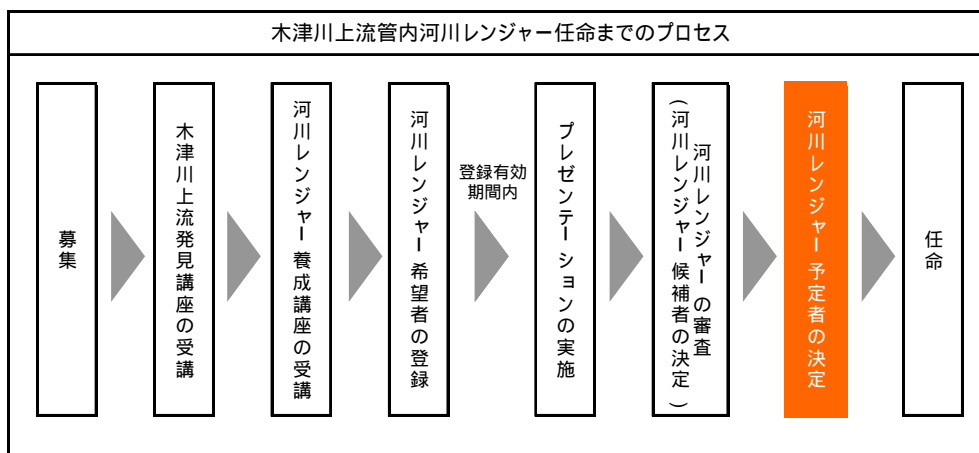 木津川上流管内河川レンジャー任命までのプロセス
募集
木津川上流発見講座の受講
河川レンジャー養成講座の受講
河川レンジャー希望者の登録
登録有効
期間内
プレゼンテーションの実施
河川レンジャーの審査
(河川レンジャー候補者の決定)
河川レンジャー予定者の決定
任命